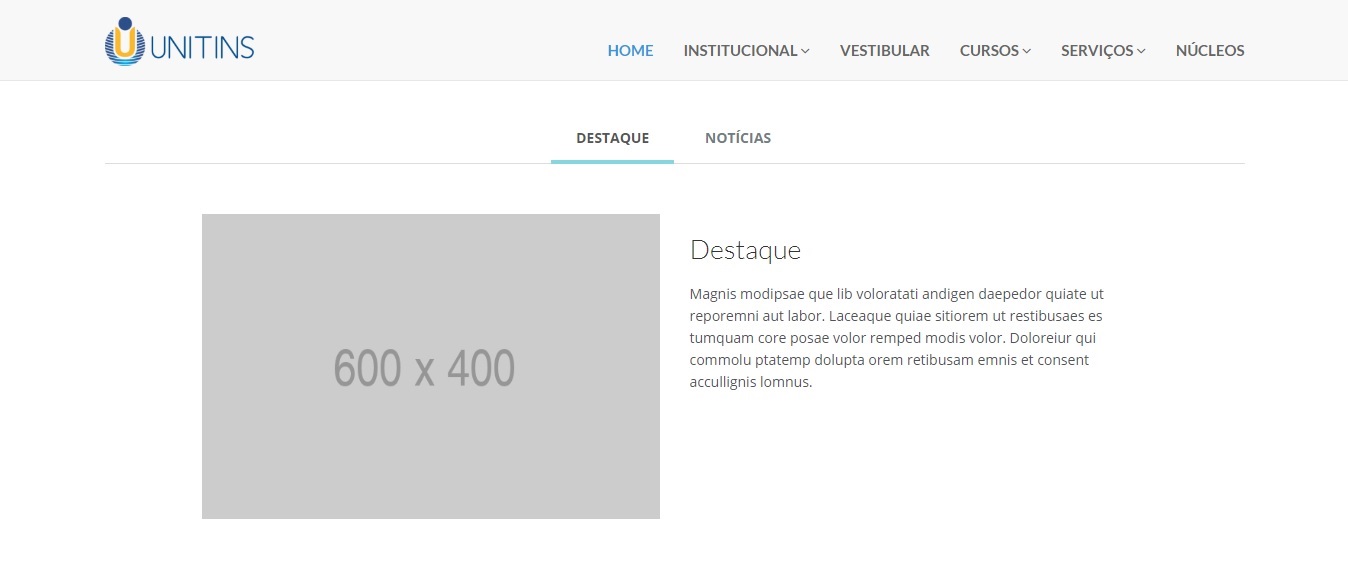 UNITINS
HOME INSTITUCIONAL VESTIBULAR CURSOS SERVIÇOS NÚCLEOS
DESTAQUE NOTÍCIAS
600 x 400
Destaque
Magnis modipsae que lib voloratati andigen daepedor quiate ut
reporemni aut labor. Laceaque quiae sitiorem ut restibusaes es
tumquam core posae volor remped modis volor. Doloreiur qui
commolu ptatemp dolupta orem retibusam emnis et consent
accullignis lomnus.